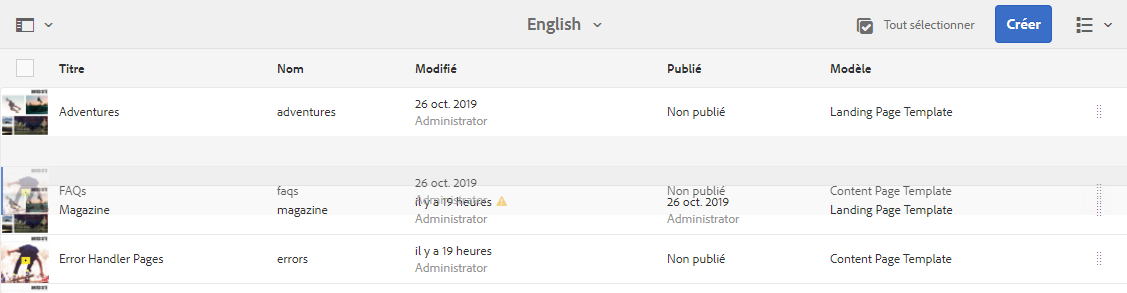 English
Tout sélectionner
Créer
Titre Nom Modifié Publié Modèle
26 oct. 2019
Adventures adventures Non publié Landing Page Template
Administrator
26 oct. 2019
FAQs faqs Non publié Content Page Template
Administrator
il y a 19 heures 26 oct. 2019
Magazine magazine Landing Page Template
Administrator Administrator
il y a 19 heures
Error Handler Pages errors Non publié Content Page Template
Administrator